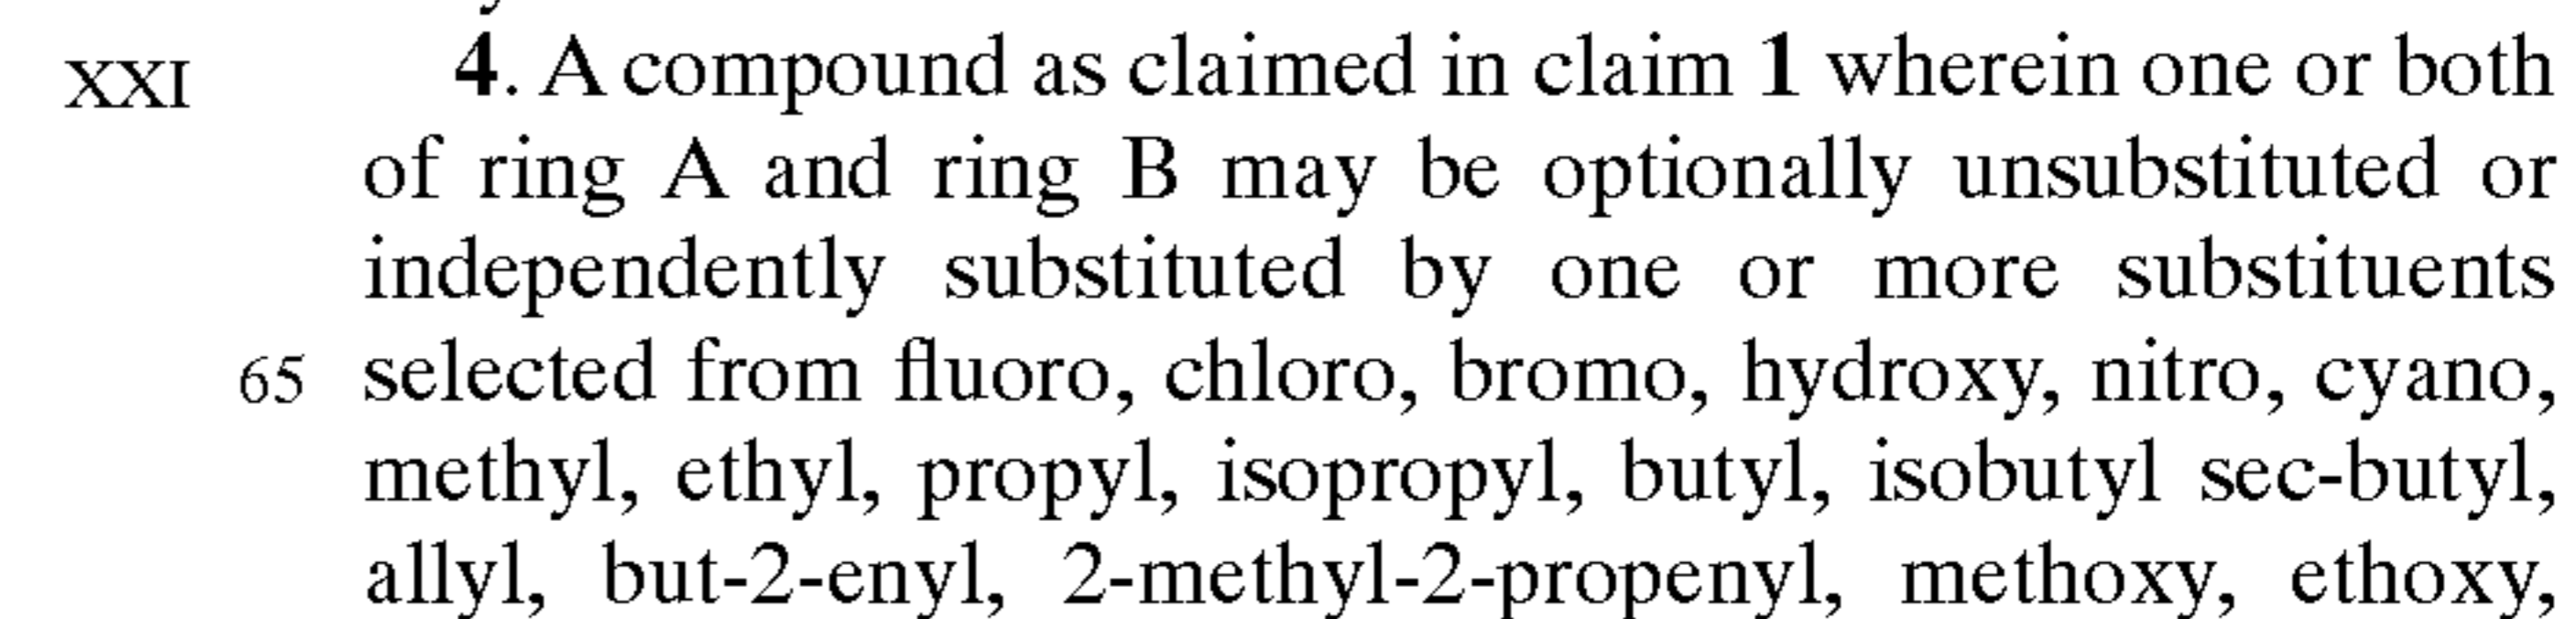 XXI 4. A compound as claimed in claim 1 wherein one or both
of ring A and ring B may be optionally unsubstituted or
independently substituted by one or more substituents
65 selected from fluoro, chloro, bromo, hydroxy, nitro, cyano,
methyl, ethyl, propyl, isopropyl, butyl, isobutyl sec-butyl,
allyl, but-2-enyl, 2-methyl-2-propenyl, methoxy, ethoxy,